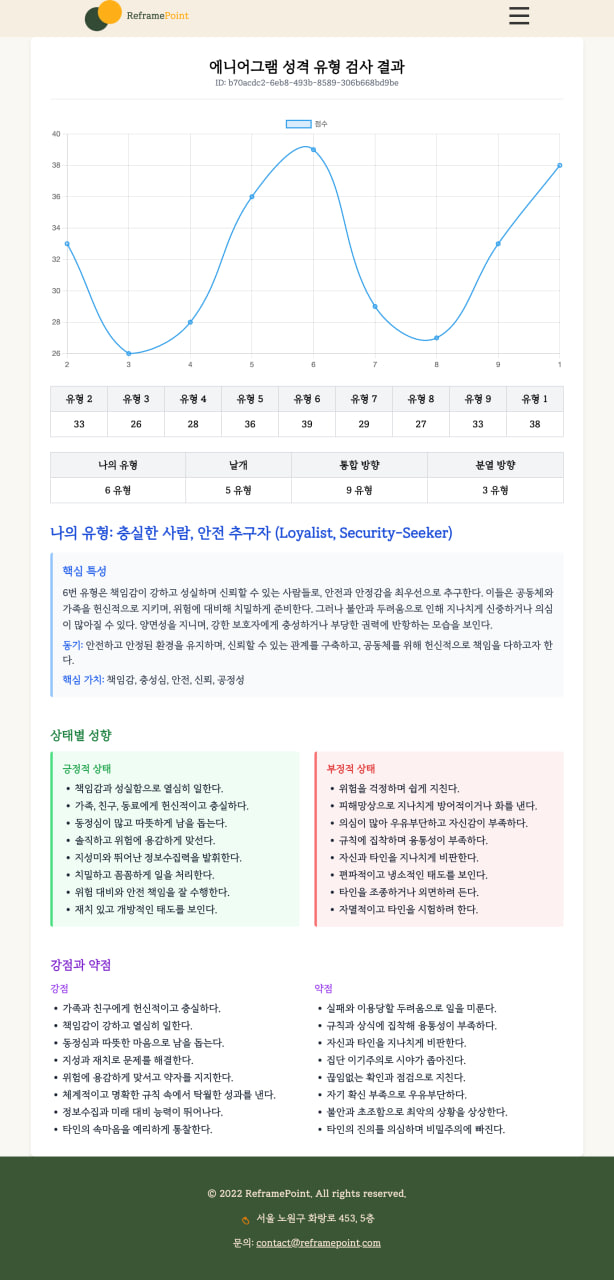 ReframePoint
에니어그램 성격 유형 검사 결과
ID: b70acdc2-6eb8-493b-8589-306b668bd9be
점수
40
38
36
34
32
30
28
26
2 3 4 5 6 7 8 9 1
유형 2 유형 3 유형 4 유형 5 유형 6 유형 7 유형 8 유형 9 유형 1
33 26 28 36 39 29 27 33 38
나의 유형 날개 통합 방향 분열 방향
6 유형 5 유형 9 유형 3 유형
나의 유형: 충실한 사람, 안전 추구자 (Loyalist, Security-Seeker)
핵심 특성
6번 유형은 책임감이 강하고 성실하며 신뢰할 수 있는 사람들로, 안전과 안정감을 최우선으로 추구한다. 이들은 공동체와
가족을 헌신적으로 지키며, 위험에 대비해 치밀하게 준비한다. 그러나 불안과 두려움으로 인해 지나치게 신중하거나 의심
이 많아질 수 있다. 양면성을 지니며, 강한 보호자에게 충성하거나 부당한 권력에 반항하는 모습을 보인다.
동기: 안전하고 안정된 환경을 유지하며, 신뢰할 수 있는 관계를 구축하고, 공동체를 위해 헌신적으로 책임을 다하고자 한
다.
핵심 가치: 책임감, 충성심, 안전, 신뢰, 공정성
상태별 성향
긍정적 상태
• 책임감과 성실함으로 열심히 일한다.
• 가족, 친구, 동료에게 헌신적이고 충실하다.
• 동정심이 많고 따뜻하게 남을 돕는다.
• 솔직하고 위험에 용감하게 맞선다.
• 지성미와 뛰어난 정보수집력을 발휘한다.
• 치밀하고 꼼꼼하게 일을 처리한다.
• 위험 대비와 안전 책임을 잘 수행한다.
• 재치 있고 개방적인 태도를 보인다.
부정적 상태
• 위험을 걱정하며 쉽게 지친다.
• 피해망상으로 지나치게 방어적이거나 화를 낸다.
• 의심이 많아 우유부단하고 자신감이 부족하다.
• 규칙에 집착하며 융통성이 부족하다.
• 자신과 타인을 지나치게 비판한다.
• 편파적이고 냉소적인 태도를 보인다.
• 타인을 조종하거나 외면하려 든다.
• 자멸적이고 타인을 시험하려 한다.
강점과 약점
강점
• 가족과 친구에게 헌신적이고 충실하다.
• 책임감이 강하고 열심히 일한다.
• 동정심과 따뜻한 마음으로 남을 돕는다.
• 지성과 재치로 문제를 해결한다.
• 위험에 용감하게 맞서고 약자를 지지한다.
• 체계적이고 명확한 규칙 속에서 탁월한 성과를 낸다.
• 정보수집과 미래 대비 능력이 뛰어나다.
• 타인의 속마음을 예리하게 통찰한다.
약점
• 실패와 이용당할 두려움으로 일을 미룬다.
• 규칙과 상식에 집착해 융통성이 부족하다.
• 자신과 타인을 지나치게 비판한다.
• 집단 이기주의로 시야가 좁아진다.
• 끊임없는 확인과 점검으로 지친다.
• 자기 확신 부족으로 우유부단하다.
• 불안과 초조함으로 최악의 상황을 상상한다.
• 타인의 진의를 의심하며 비밀주의에 빠진다.
© 2022 ReframePoint. All rights reserved.
서울 노원구 화랑로 453, 5층
문의: contact@reframepoint.com